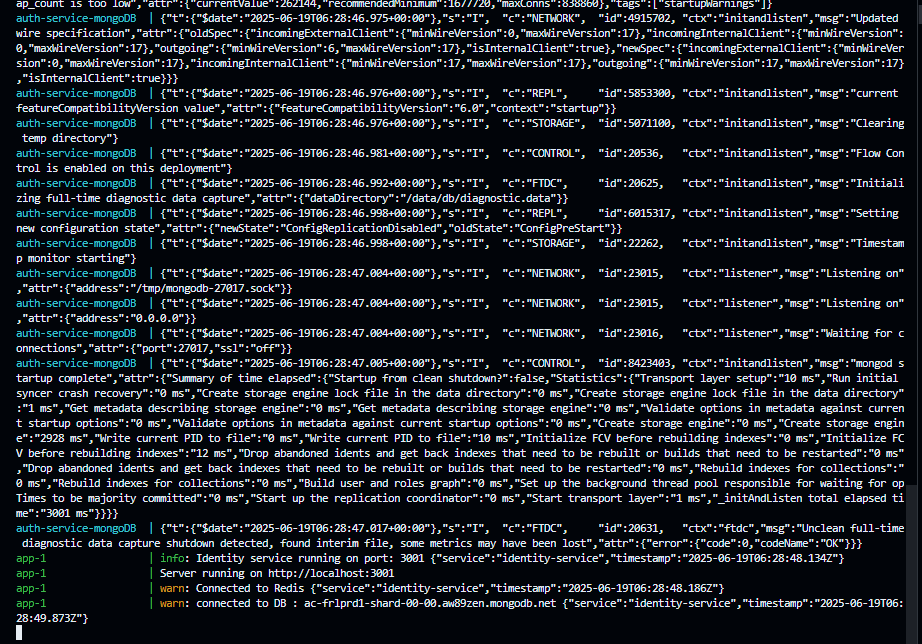 ap_count is too low","attr":{"currentValue":262144,"recommendedMinimum":1677720,"maxConns":838860},"tags":["startupWarnings"]}
auth-service-mongoDB | {"t":{"$date":"2025-06-19T06:28:46.975+00:00"},"s":"I", "c":"NETWORK", "id":4915702, "ctx":"initandlisten","msg":"Updated
wire specification","attr":{"oldSpec":{"incomingExternalClient":{"minWireVersion":0,"maxWireVersion":17},"incomingInternalClient":{"minWireVersion":
0,"maxWireVersion":17},"outgoing":{"minWireVersion":6,"maxWireVersion":17},"isInternalClient":true},"newSpec":{"incomingExternalClient":{"minWireVer
sion":0,"maxWireVersion":17},"incomingInternalClient":{"minWireVersion":17,"maxWireVersion":17},"outgoing":{"minWireVersion":17,"maxWireVersion":17}
,"isInternalClient":true}}}
auth-service-mongoDB | {"t":{"$date":"2025-06-19T06:28:46.976+00:00"},"s":"I", "c":"REPL", "id":5853300, "ctx":"initandlisten","msg":"current
featureCompatibilityVersion value","attr":{"featureCompatibilityVersion":"6.0","context":"startup"}}
auth-service-mongoDB | {"t":{"$date":"2025-06-19T06:28:46.976+00:00"},"s":"I", "c":"STORAGE", "id":5071100, "ctx":"initandlisten","msg":"Clearing
temp directory"}
auth-service-mongoDB | {"t":{"$date":"2025-06-19T06:28:46.981+00:00"},"s":"I", "c":"CONTROL", "id":20536, "ctx":"initandlisten","msg":"Flow Con
trol is enabled on this deployment"}
auth-service-mongoDB | {"t":{"$date":"2025-06-19T06:28:46.992+00:00"},"s":"I", "c":"FTDC", "id":20625, "ctx":"initandlisten","msg":"Initiali
zing full-time diagnostic data capture","attr":{"dataDirectory":"/data/db/diagnostic.data"}}
auth-service-mongoDB | {"t":{"$date":"2025-06-19T06:28:46.998+00:00"},"s":"I", "c":"REPL", "id":6015317, "ctx":"initandlisten","msg":"Setting
new configuration state","attr":{"newState":"ConfigReplicationDisabled","oldState":"ConfigPreStart"}}
auth-service-mongoDB | {"t":{"$date":"2025-06-19T06:28:46.998+00:00"},"s":"I", "c":"STORAGE", "id":22262, "ctx":"initandlisten","msg":"Timestam
p monitor starting"}
auth-service-mongoDB | {"t":{"$date":"2025-06-19T06:28:47.004+00:00"},"s":"I", "c":"NETWORK", "id":23015, "ctx":"listener","msg":"Listening on"
,"attr":{"address":"/tmp/mongodb-27017.sock"}}
auth-service-mongoDB | {"t":{"$date":"2025-06-19T06:28:47.004+00:00"},"s":"I", "c":"NETWORK", "id":23015, "ctx":"listener","msg":"Listening on"
,"attr":{"address":"0.0.0.0"}}
auth-service-mongoDB | {"t":{"$date":"2025-06-19T06:28:47.004+00:00"},"s":"I", "c":"NETWORK", "id":23016, "ctx":"listener","msg":"Waiting for c
onnections","attr":{"port":27017,"ssl":"off"}}
auth-service-mongoDB | {"t":{"$date":"2025-06-19T06:28:47.005+00:00"},"s":"I", "c":"CONTROL", "id":8423403, "ctx":"initandlisten","msg":"mongod s
tartup complete","attr":{"Summary of time elapsed":{"Startup from clean shutdown?":false,"Statistics":{"Transport layer setup":"10 ms","Run initial
syncer crash recovery":"0 ms","Create storage engine lock file in the data directory":"0 ms","Create storage engine lock file in the data directory"
:"1 ms","Get metadata describing storage engine":"0 ms","Get metadata describing storage engine":"0 ms","Validate options in metadata against curren
t startup options":"0 ms","Validate options in metadata against current startup options":"0 ms","Create storage engine":"0 ms","Create storage engin
e":"2928 ms","Write current PID to file":"0 ms","Write current PID to file":"10 ms","Initialize FCV before rebuilding indexes":"0 ms","Initialize FC
V before rebuilding indexes":"12 ms","Drop abandoned idents and get back indexes that need to be rebuilt or builds that need to be restarted":"0 ms"
,"Drop abandoned idents and get back indexes that need to be rebuilt or builds that need to be restarted":"0 ms","Rebuild indexes for collections":"
0 ms","Rebuild indexes for collections":"0 ms","Build user and roles graph":"0 ms","Set up the background thread pool responsible for waiting for op
Times to be majority committed":"0 ms","Start up the replication coordinator":"0 ms","Start transport layer":"1 ms","_initAndListen total elapsed ti
me":"3001 ms"}}}}
auth-service-mongoDB | {"t":{"$date":"2025-06-19T06:28:47.017+00:00"},"s":"I", "c":"FTDC", "id":20631, "ctx":"ftdc","msg":"Unclean full-time
diagnostic data capture shutdown detected, found interim file, some metrics may have been lost","attr":{"error":{"code":0,"codeName":"OK"}}}
app-1 | info: Identity service running on port: 3001 {"service":"identity-service","timestamp":"2025-06-19T06:28:48.134Z"}
app-1 | Server running on http://localhost:3001
app-1 | warn: Connected to Redis {"service":"identity-service","timestamp":"2025-06-19T06:28:48.186Z"}
app-1 | warn: connected to DB : ac-frlprd1-shard-00-00.aw89zen.mongodb.net {"service":"identity-service","timestamp":"2025-06-19T06:
28:49.873Z"}